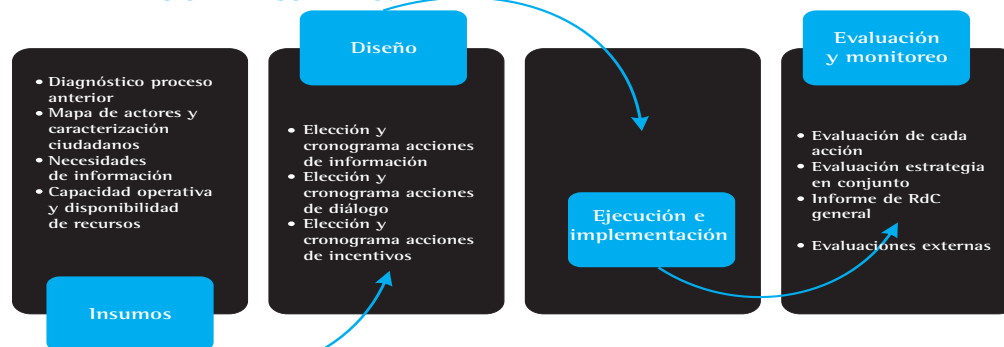 • Diagnóstico proceso
anterior
• Mapa de actores y
caracterización
ciudadanos
• Necesidades
de información
• Capacidad operativa
y disponibilidad
de recursos
Insumos
Diseño
• Elección y
cronograma acciones
de información
• Elección y
cronograma acciones
de diálogo
• Elección y
cronograma acciones
de incentivos
Ejecución e
implementación
Evaluación
y monitoreo
• Evaluación de cada
acción
• Evaluación estrategia
en conjunto
• Informe de RdC
general
• Evaluaciones externas